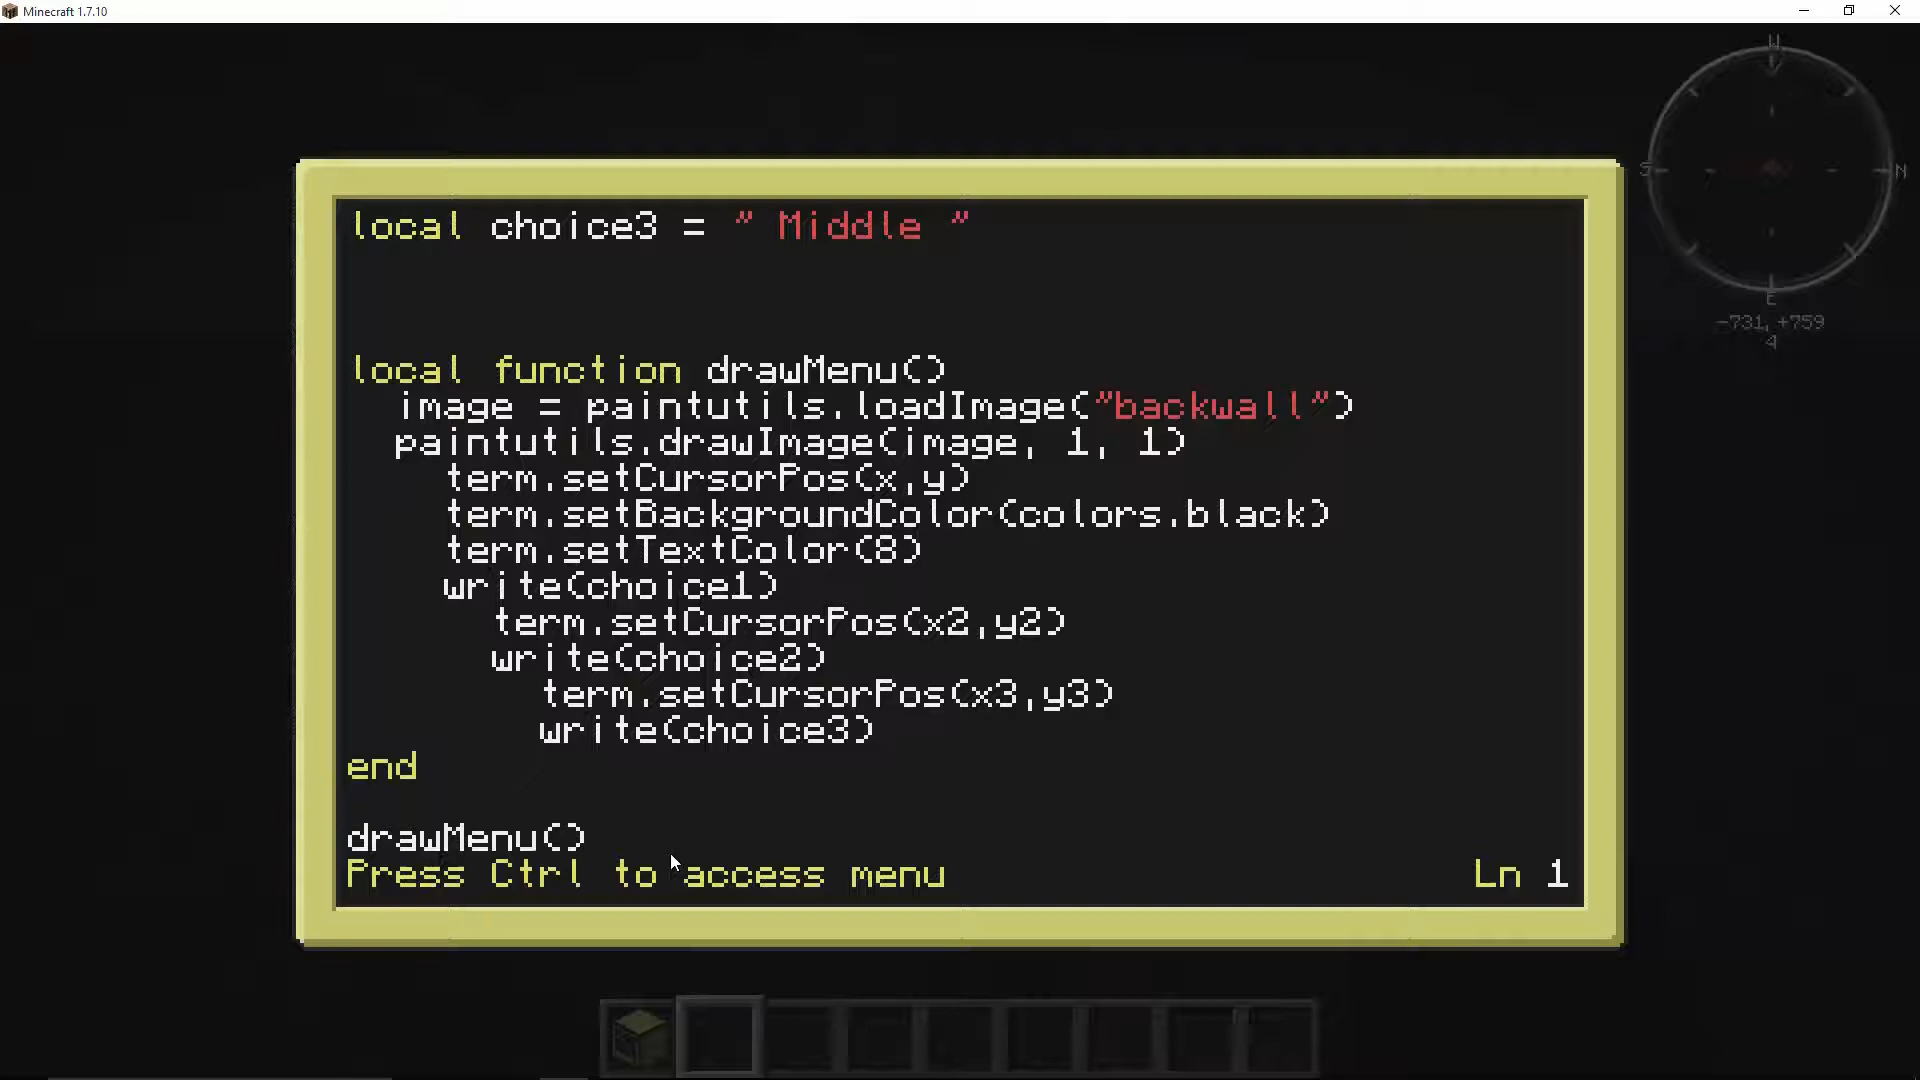 Minecraft 1.7.10
W
S
N
E
-731, +759
4
local choice3 = " Middle "
local function drawMenu()
image = paintutils.loadImage("backwall")
paintutils.drawImage(image, 1, 1)
term.setCursorPos(x,y)
term.setBackgroundColor(colors.black)
term.setTextColor(8)
write(choice1)
term.setCursorPos(x2,y2)
write(choice2)
term.setCursorPos(x3,y3)
write(choice3)
end
drawMenu()
Press Ctrl to access menu
Ln 1